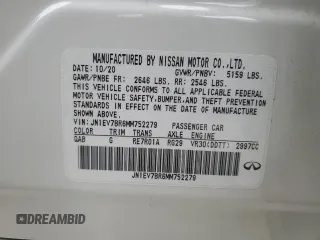 MANUFACTURED BY NISSAN MOTOR CO.,LTD.
DATE 10/20 GVWR/PNBV: 5159 LBS.
GAWR/PNBE FR: 2646 LBS. RR: 2546 LBS.
THIS VEHICLE CONFORMS TO ALL APPLICABLE
FEDERAL MOTOR VEHICLE SAFETY,BUMPER,AND THEFT PREVENTION
STANDARDS IN EFFECT ON THE DATE OF MANUFACTURE
SHOWN ABOVE.
VIN: JN1EV7BR6MM752279 PASSENGER CAR
COLOR TRIM TRANS AXLE ENGINE
QAB G RE7R01A RG29 VR30(DDTT) 2997CC
JN1EV7BR6MM752279
AUTOBIDMASTER